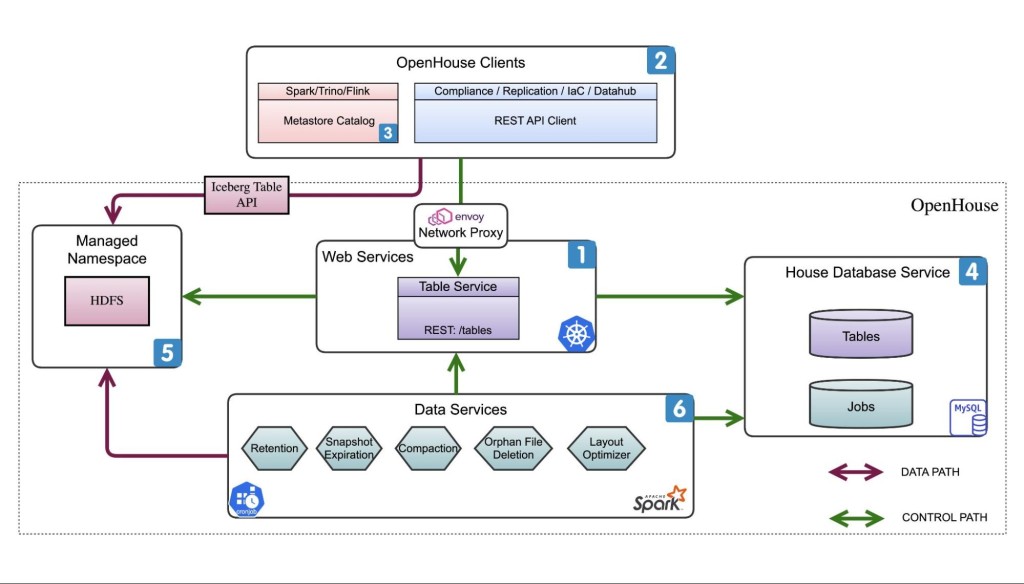 OpenHouse Clients
2
Spark/Trino/Flink
Metastore Catalog
3
Compliance / Replication / IaC / Datahub
REST API Client
Iceberg Table
API
OpenHouse
envoy
Network Proxy
Managed
Namespace
HDFS
5
Web Services
1
Table Service
REST: /tables
House Database Service
4
Tables
Jobs
MySQL
Data Services
6
Retention
Snapshot
Expiration
Compaction
Orphan File
Deletion
Layout
Optimizer
cronjob
APACHE
Spark
DATA PATH
CONTROL PATH